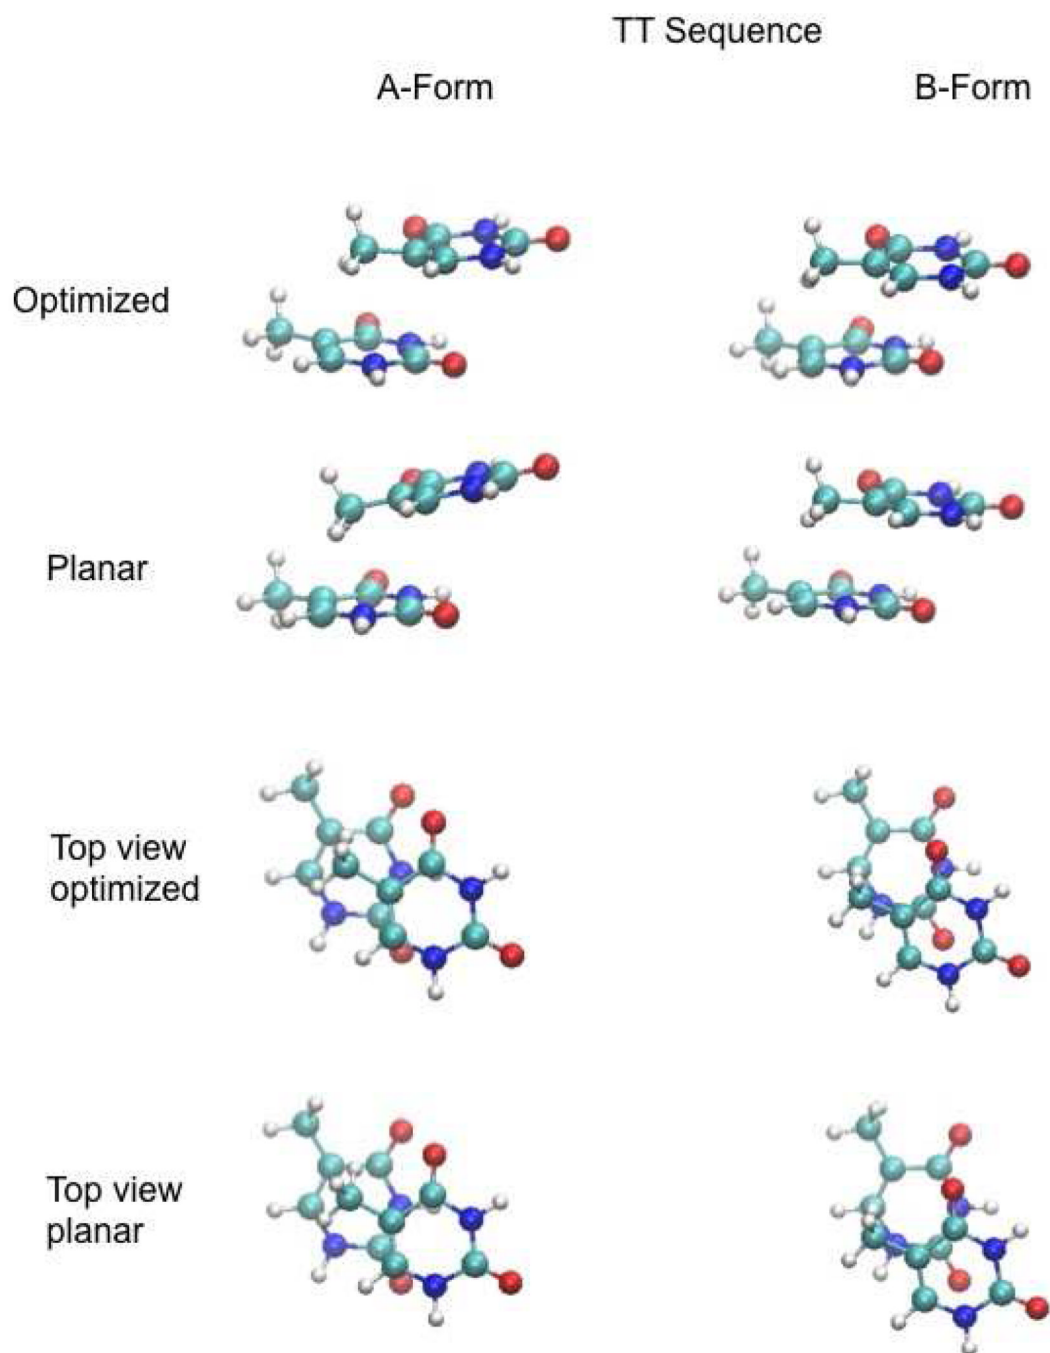 TT Sequence
A-Form
B-Form
Optimized
Planar
Top view
optimized
Top view
planar